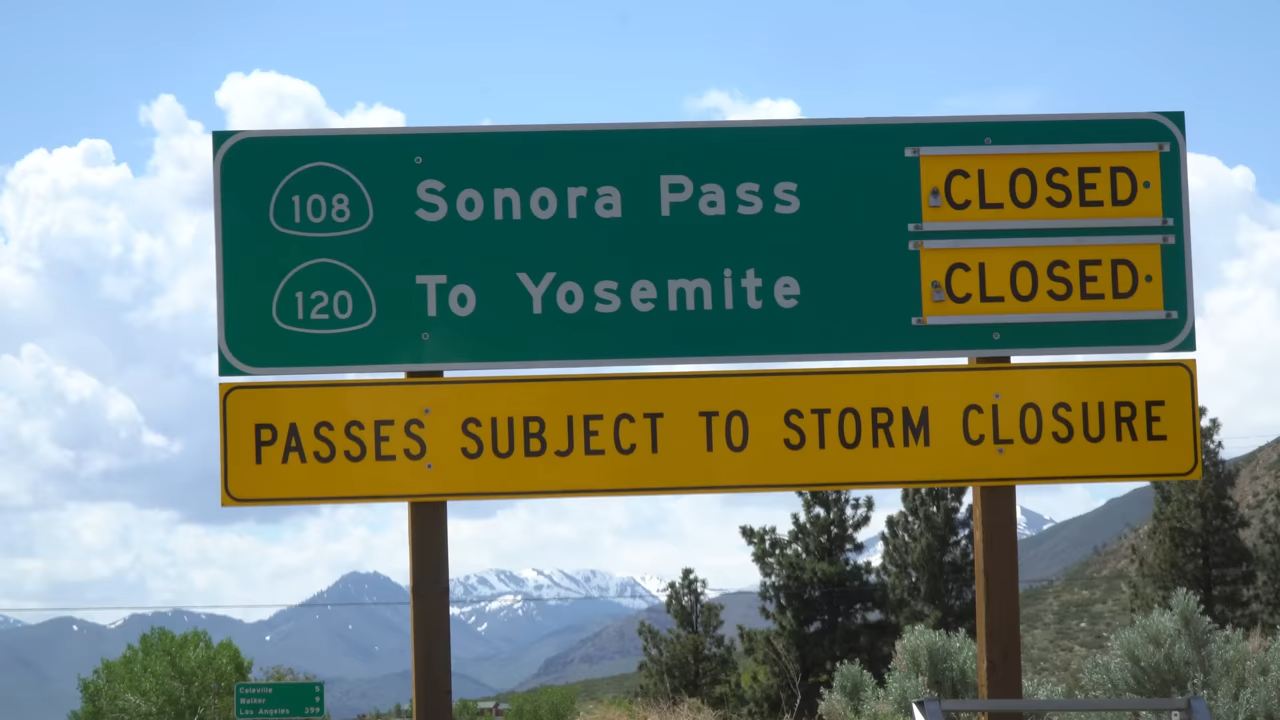 108 Sonora Pass CLOSED
120 To Yosemite CLOSED
PASSES SUBJECT TO STORM CLOSURE
Coleville 5
Walker 9
Los Angeles 399